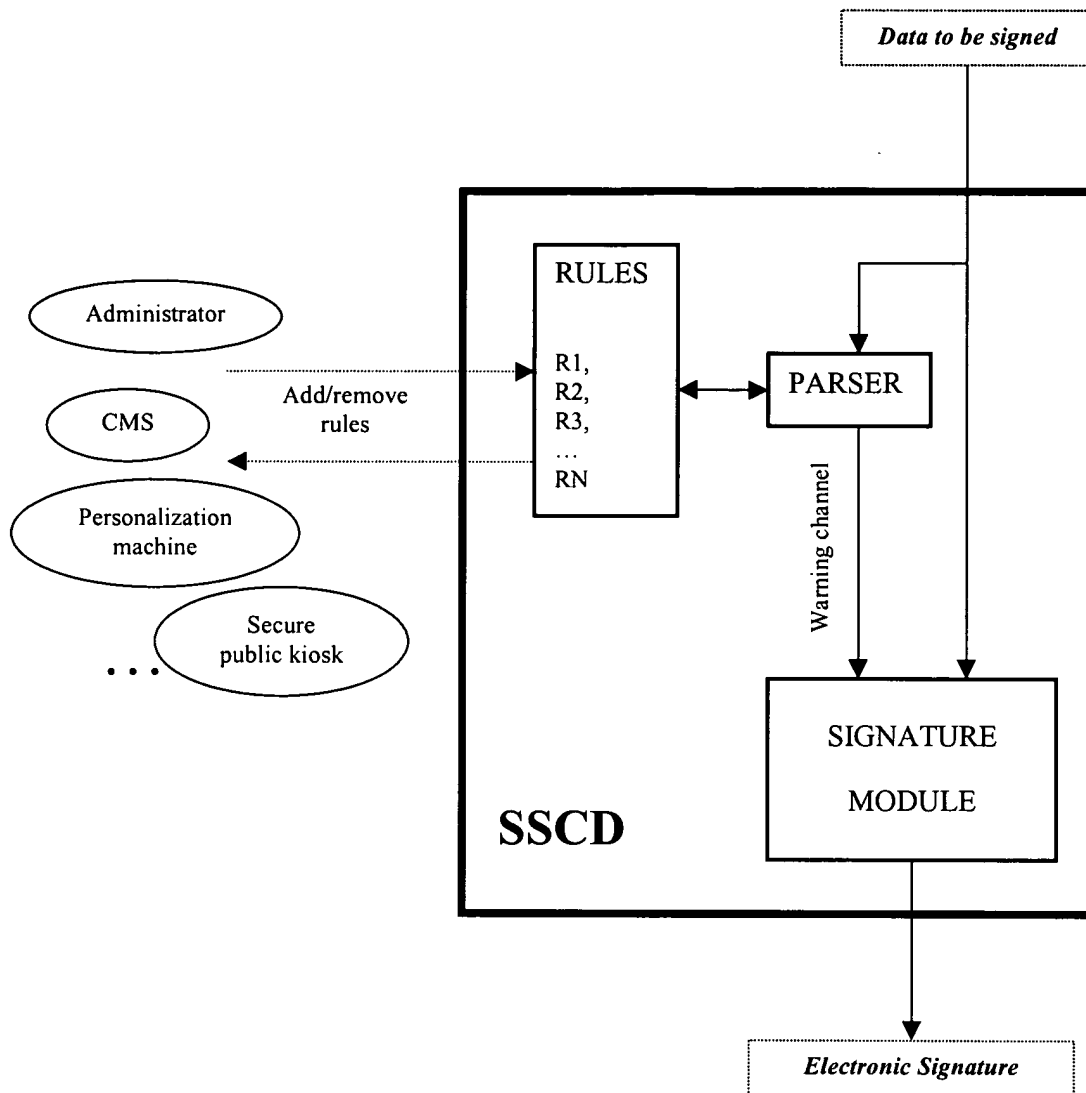 Data to be signed
RULES
R1,
R2,
R3,
...
RN
PARSER
Administrator
Add/remove
rules
CMS
Personalization
machine
Secure
public kiosk
...
Warning channel
SIGNATURE
MODULE
SSCD
Electronic Signature